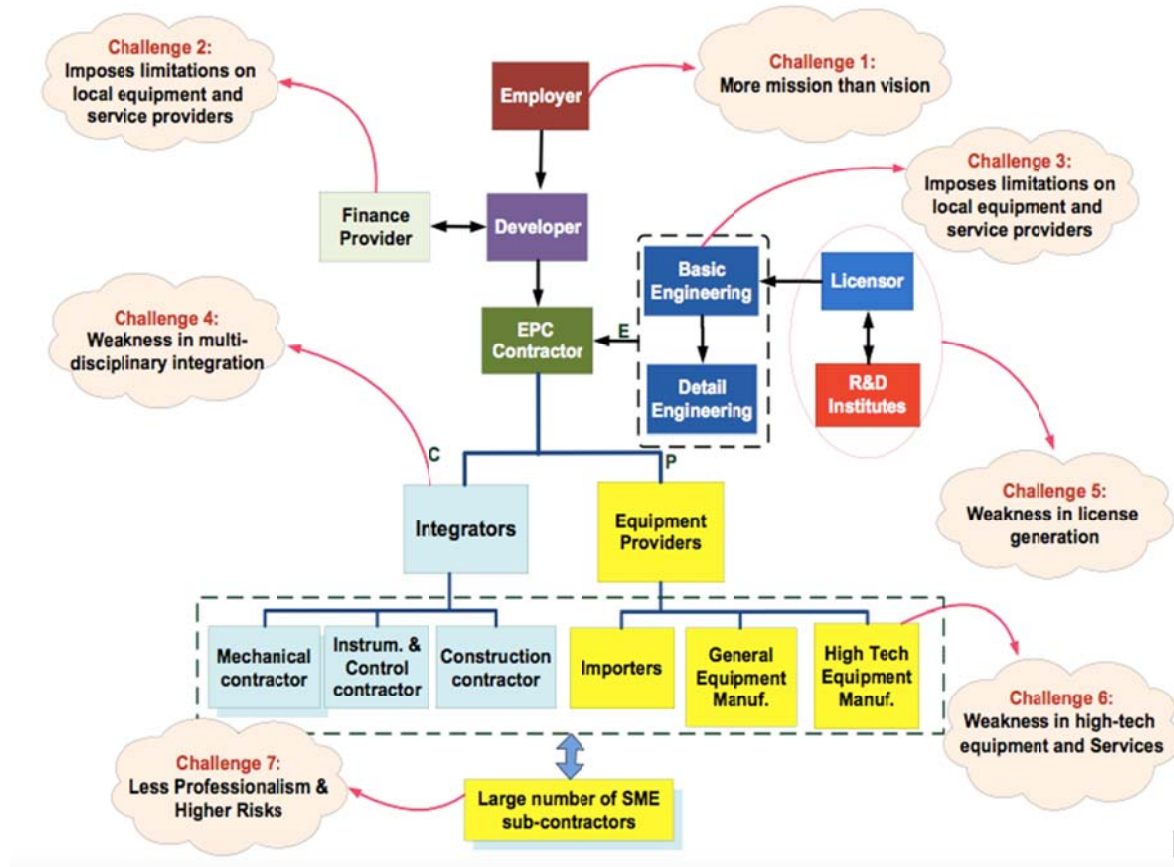 Challenge 2:
Imposes limitations on
local equipment and
service providers
Challenge 1:
More mission than vision
Employer
Challenge 3:
Imposes limitations on
local equipment and
service providers
Finance
Provider
Developer
Basic
Engineering
Licensor
Challenge 4:
Weakness in multi-
disciplinary integration
EPC
Contractor
E
Detail
Engineering
R&D
Institutes
C
P
Challenge 5:
Weakness in license
generation
Integrators
Equipment
Providers
Mechanical
contractor
Instrum. &
Control
contractor
Construction
contractor
Importers
General
Equipment
Manuf.
High Tech
Equipment
Manuf.
Challenge 6:
Weakness in high-tech
equipment and Services
Challenge 7:
Less Professionalism &
Higher Risks
Large number of SME
sub-contractors